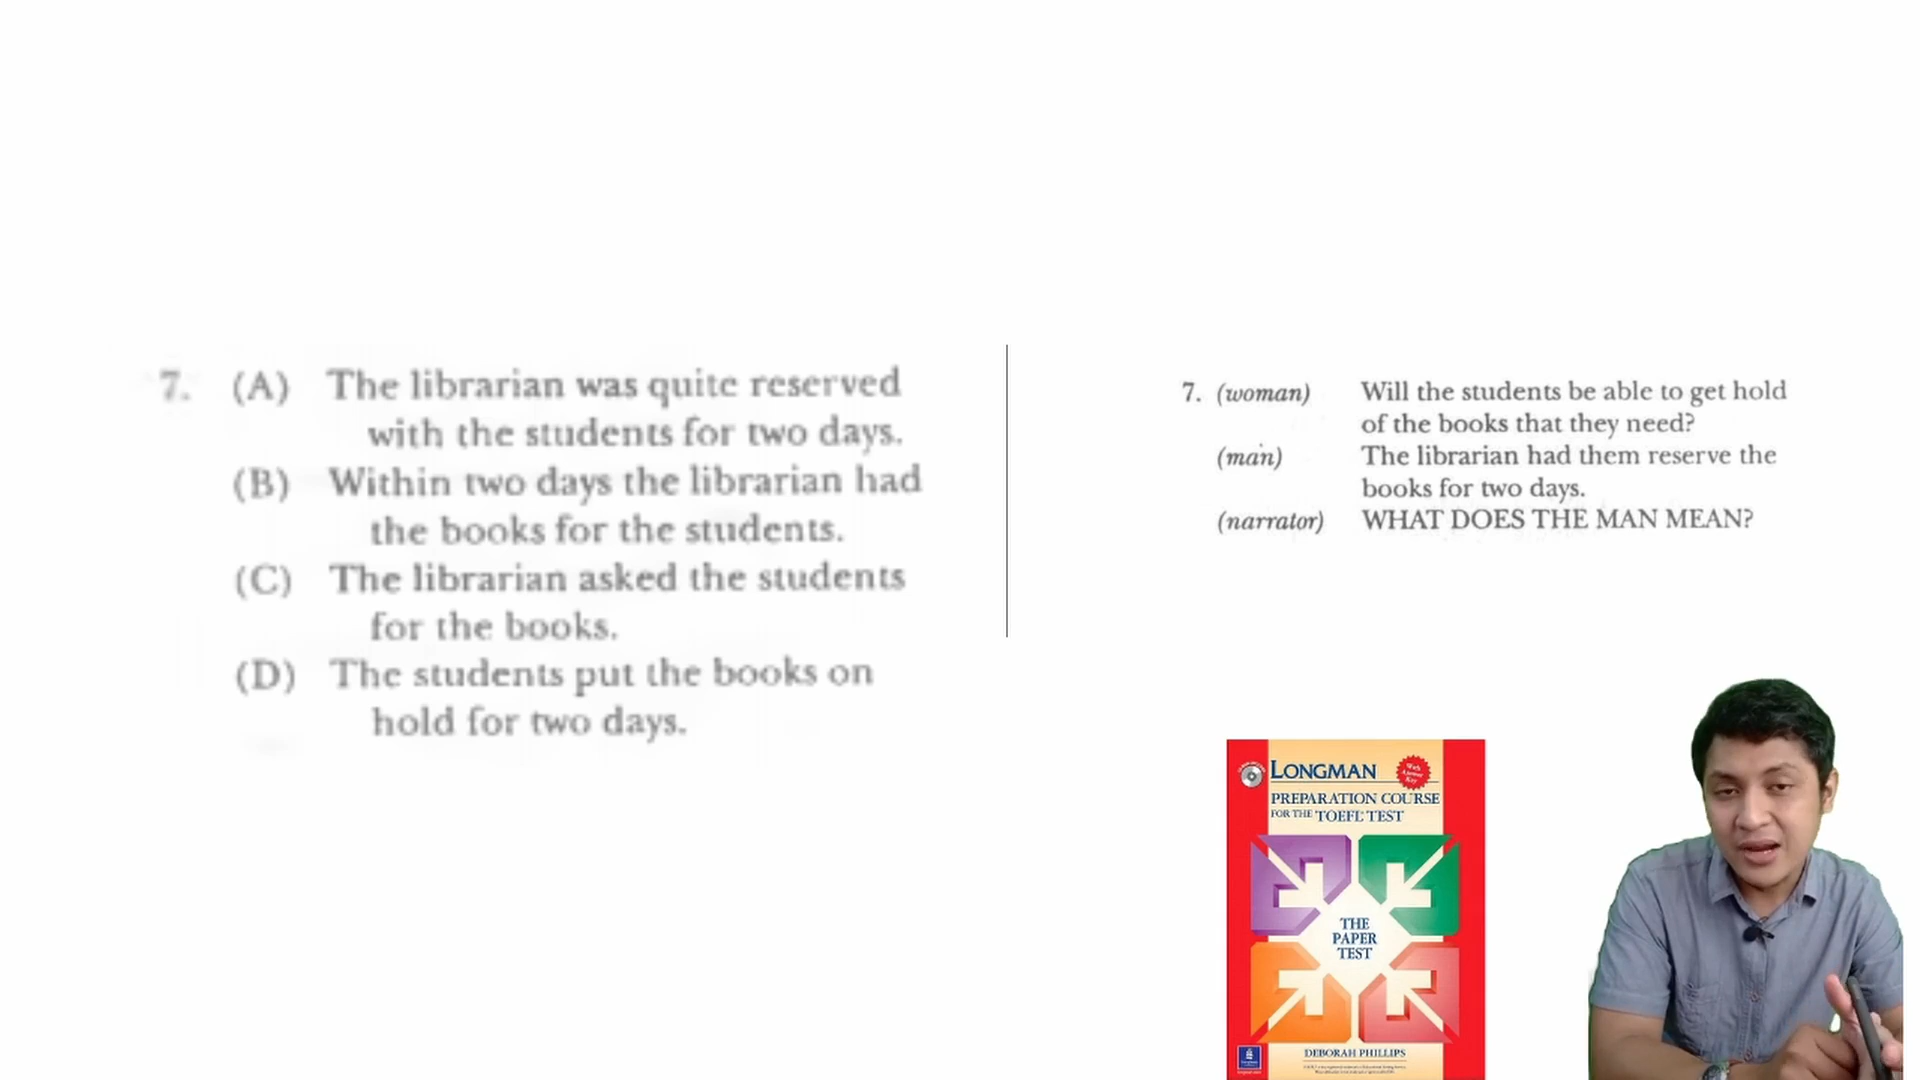 7. (A) The librarian was quite reserved
with the students for two days.
(B) Within two days the librarian had
the books for the students.
(C) The librarian asked the students
for the books.
(D) The students put the books on
hold for two days.
7. (woman) Will the students be able to get hold
of the books that they need?
(man) The librarian had them reserve the
books for two days.
(narrator) WHAT DOES THE MAN MEAN?
LONGMAN
With
Answer
Key
PREPARATION COURSE
FOR THE TOEFL TEST
THE
PAPER
TEST
DEBORAH PHILLIPS